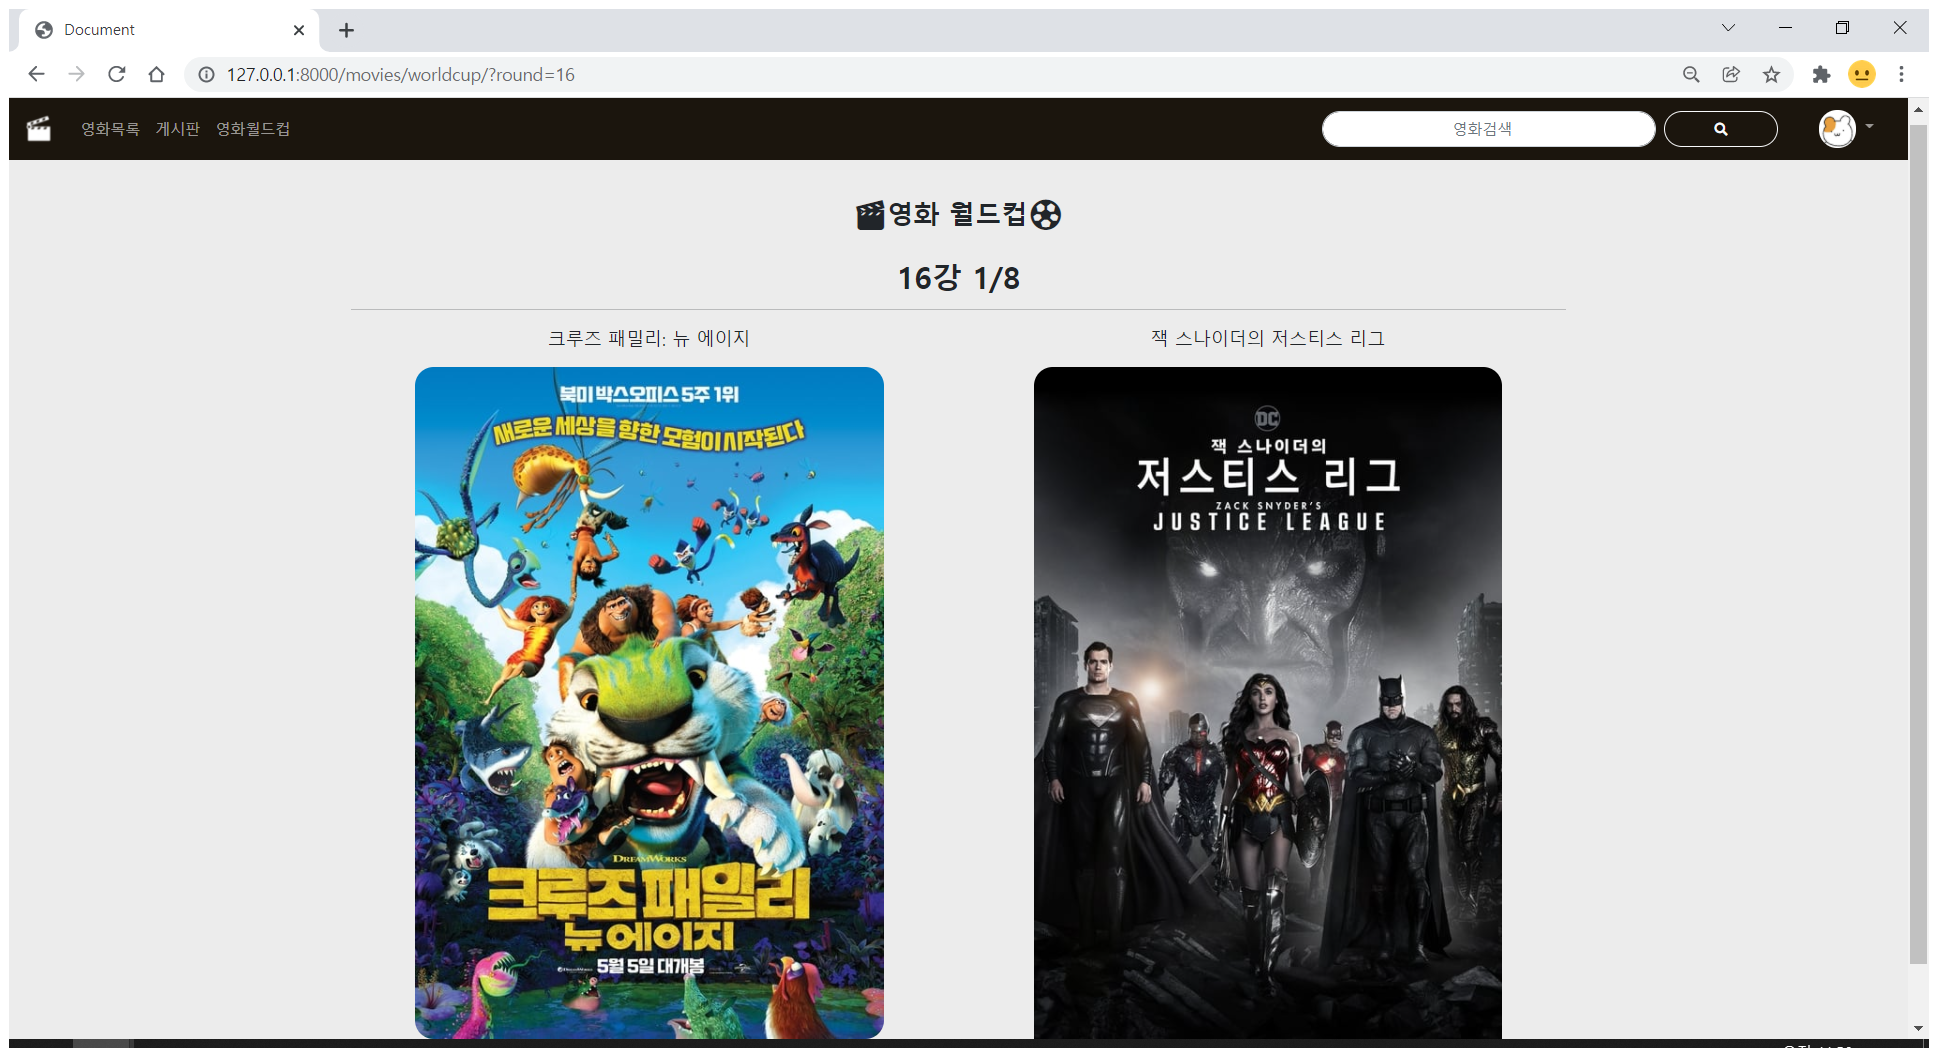 Document
127.0.0.1:8000/movies/worldcup/?round=16
영화목록 게시판 영화월드컵
영화검색
영화 월드컵
16강 1/8
크루즈 패밀리: 뉴 에이지
잭 스나이더의 저스티스 리그
북미 박스오피스 5주 1위
새로운 세상을 향한 모험이 시작된다
DREAMWORKS
크루즈 패밀리
뉴 에이지
5월 5일 대개봉
DC
잭 스나이더의
저스티스 리그
ZACK SNYDER'S
JUSTICE LEAGUE